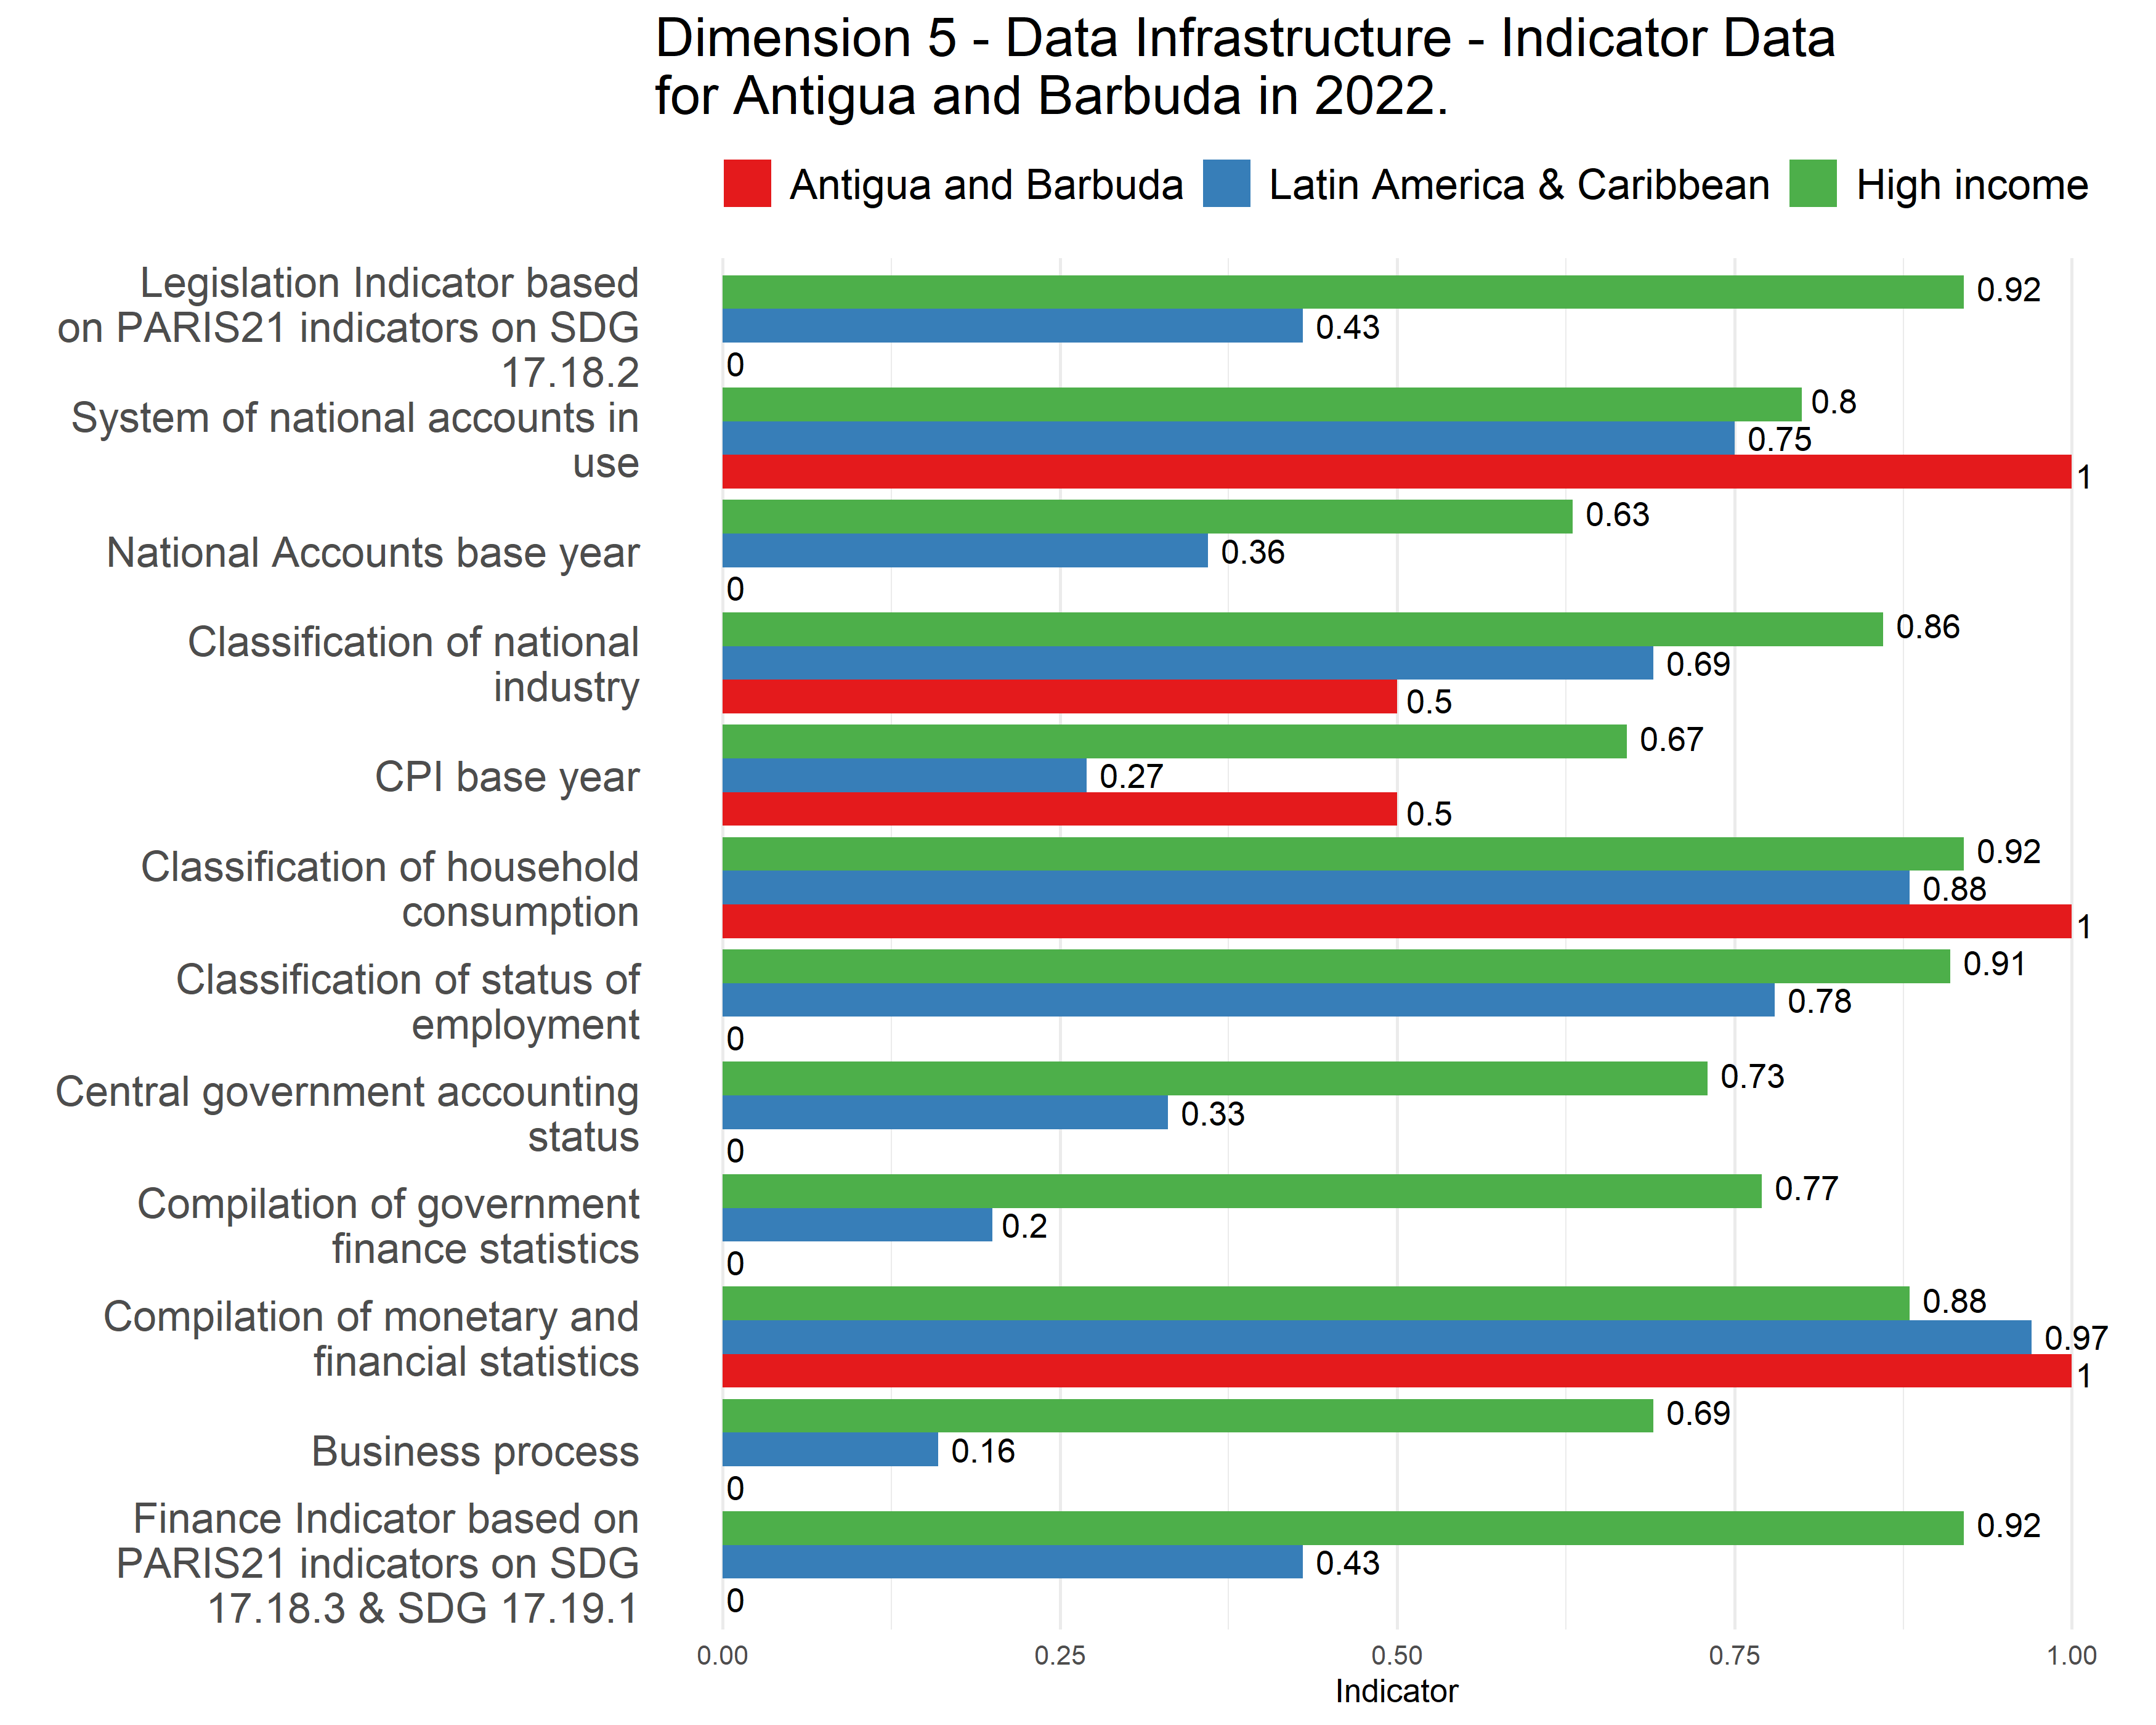 Dimension 5 - Data Infrastructure - Indicator Data
for Antigua and Barbuda in 2022.
Antigua and Barbuda
Latin America & Caribbean
High income
Legislation Indicator based
on PARIS21 indicators on SDG
17.18.2
0.92
0.43
0
System of national accounts in
use
0.8
0.75
1
National Accounts base year
0.63
0.36
0
Classification of national
industry
0.86
0.69
0.5
CPI base year
0.67
0.27
0.5
Classification of household
consumption
0.92
0.88
1
Classification of status of
employment
0.91
0.78
0
Central government accounting
status
0.73
0.33
0
Compilation of government
finance statistics
0.77
0.2
0
Compilation of monetary and
financial statistics
0.88
0.97
1
Business process
0.69
0.16
0
Finance Indicator based on
PARIS21 indicators on SDG
17.18.3 & SDG 17.19.1
0.92
0.43
0
0.00
0.25
0.50
0.75
1.00
Indicator